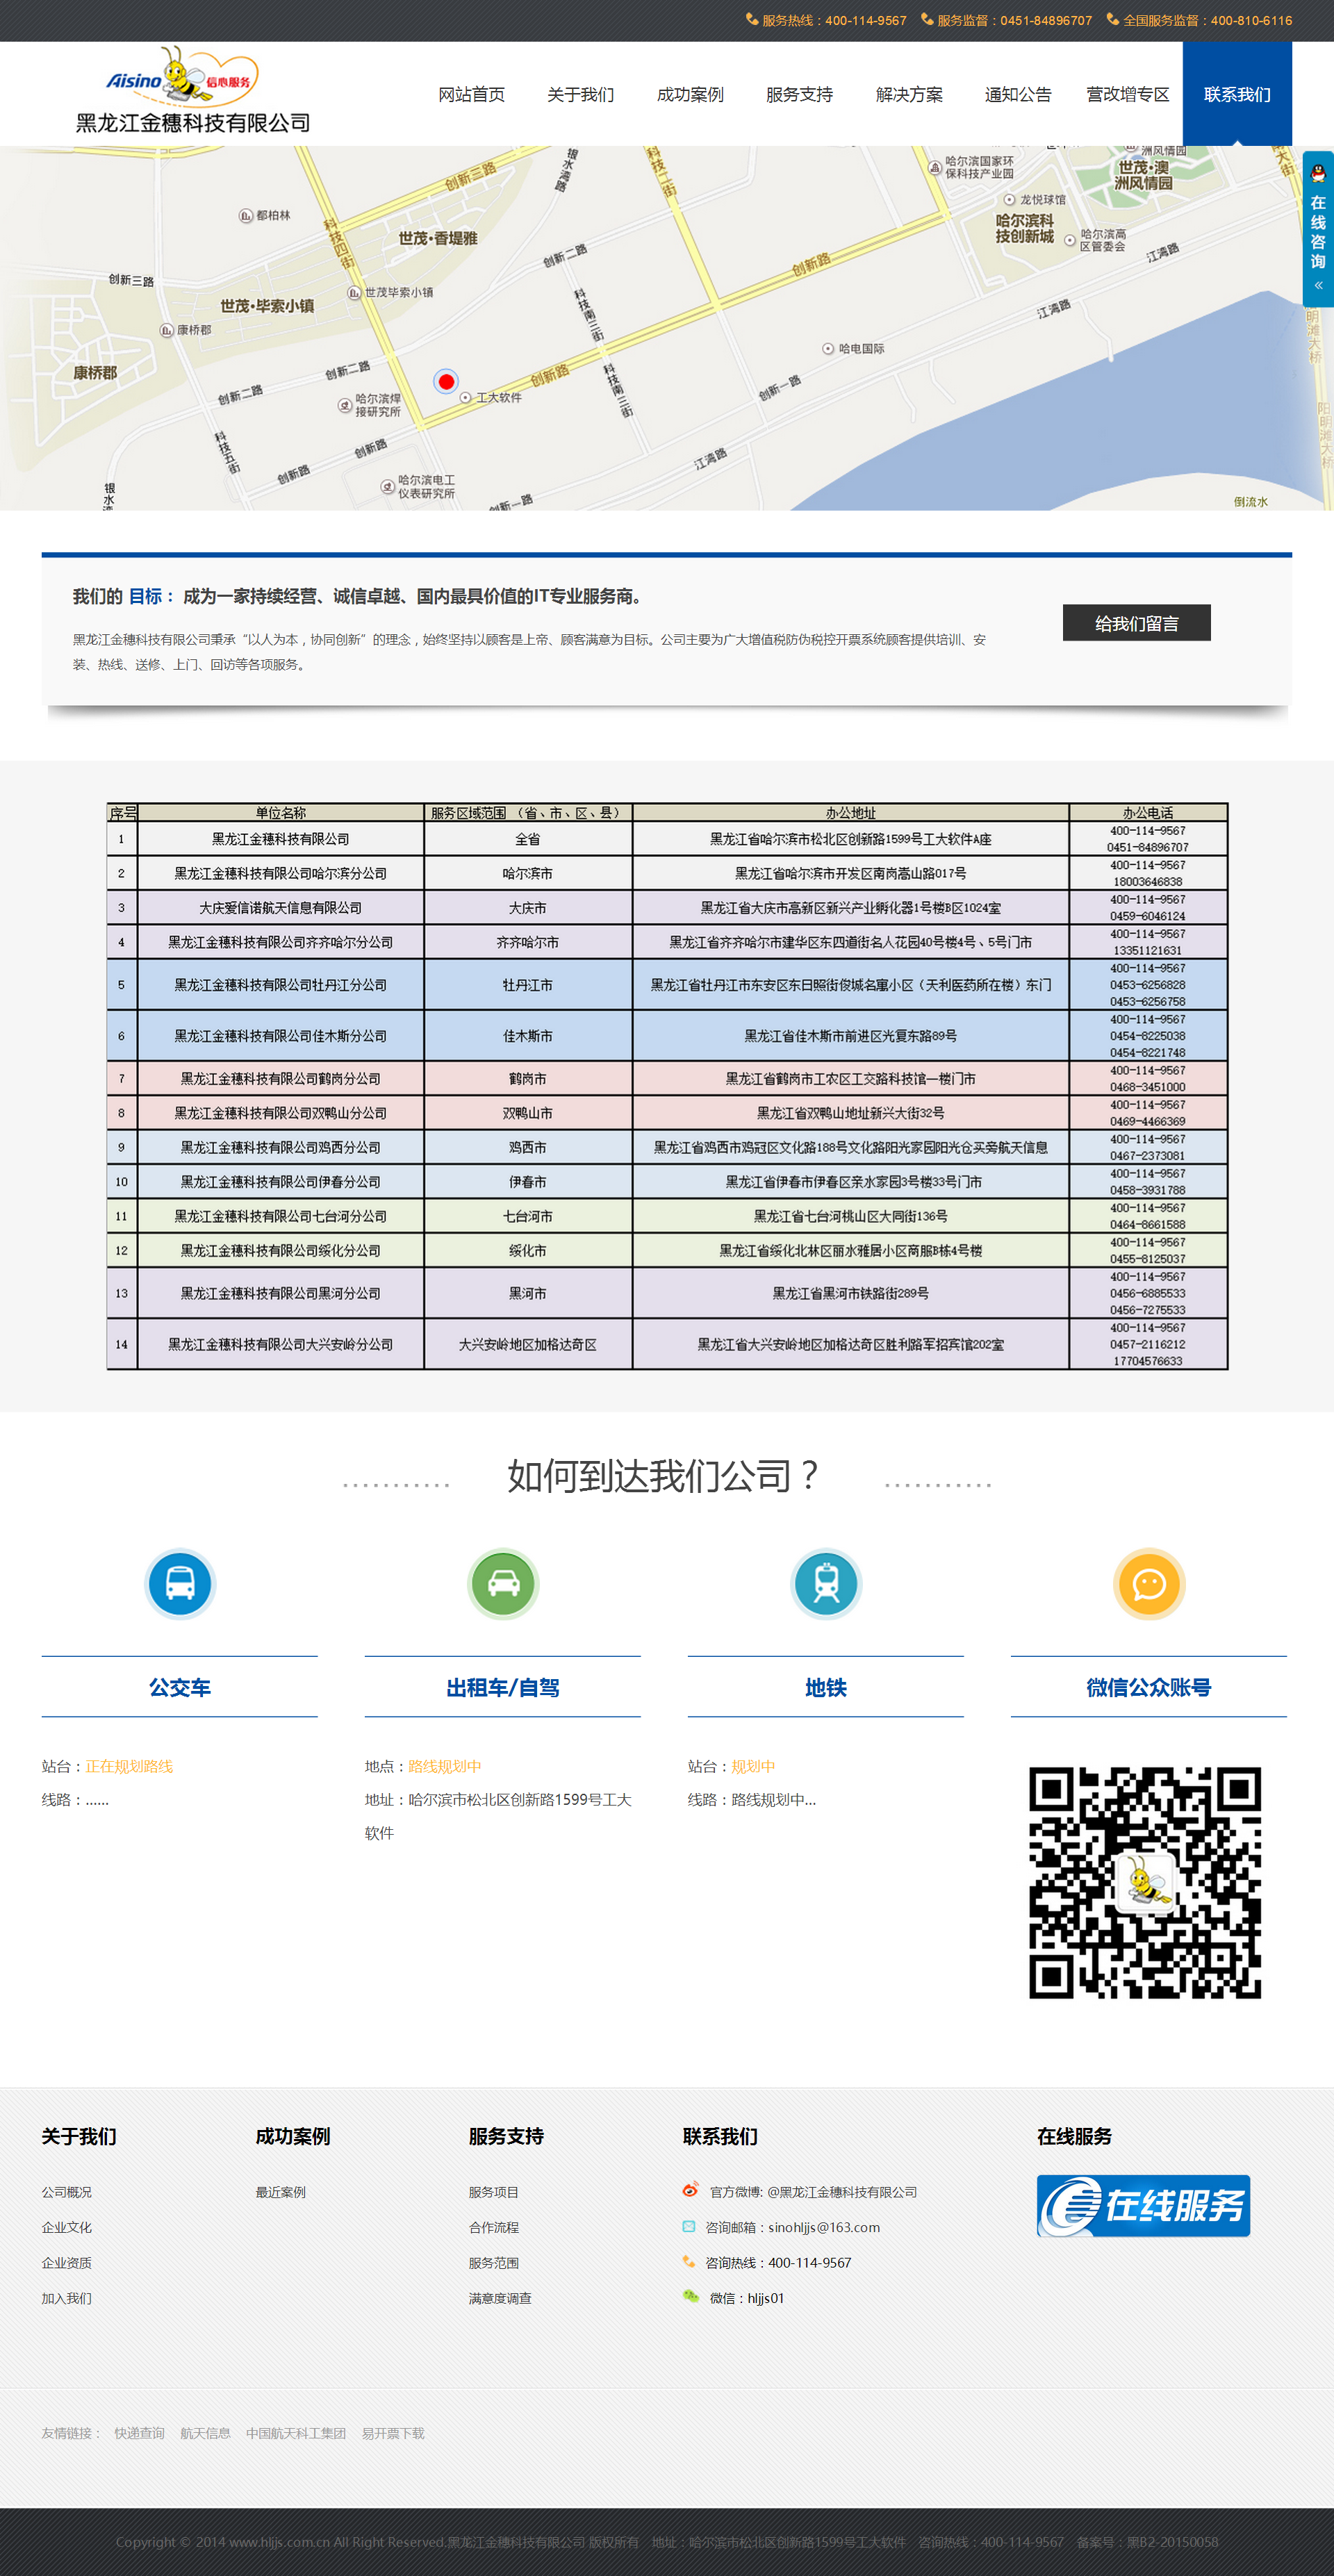 服务热线：400-114-9567 服务监督：0451-84896707 全国服务监督：400-810-6116
Aisino 信心服务
黑龙江金穗科技有限公司
网站首页 关于我们 成功案例 服务支持 解决方案 通知公告 营改增专区 联系我们
在线咨询
«
科技一街
银水湾路
创新三路
哈尔滨国家环保科技产业园
洲风情园
世茂·澳洲风情园
大街
都柏林
科技四街
世茂·香堤雅
龙悦球馆
哈尔滨科技创新城
哈尔滨高区管委会
江湾路
创新二路
创新路
创新三路
世茂·毕索小镇
世茂毕索小镇
科技南三街
江湾路
康桥郡
明滩大桥
哈电国际
康桥郡
创新二路
创新二路
创新路
工大软件
科技南三街
创新一路
哈尔滨焊接研究所
阳明滩大桥
科技五街
创新路
创新路
江湾路
哈尔滨电工仪表研究所
银水湾
创新一路
倒流水
我们的 目标： 成为一家持续经营、诚信卓越、国内最具价值的IT专业服务商。
黑龙江金穗科技有限公司秉承“以人为本，协同创新”的理念，始终坚持以顾客是上帝、顾客满意为目标。公司主要为广大增值税防伪税控开票系统顾客提供培训、安
装、热线、送修、上门、回访等各项服务。
给我们留言
序号 单位名称 服务区域范围 （省、市、区、县） 办公地址 办公电话
1 黑龙江金穗科技有限公司 全省 黑龙江省哈尔滨市松北区创新路1599号工大软件A座 400-114-9567 0451-84896707
2 黑龙江金穗科技有限公司哈尔滨分公司 哈尔滨市 黑龙江省哈尔滨市开发区南岗嵩山路017号 400-114-9567 18003646838
3 大庆爱信诺航天信息有限公司 大庆市 黑龙江省大庆市高新区新兴产业孵化器1号楼B区1024室 400-114-9567 0459-6046124
4 黑龙江金穗科技有限公司齐齐哈尔分公司 齐齐哈尔市 黑龙江省齐齐哈尔市建华区东四道街名人花园40号楼4号、5号门市 400-114-9567 13351121631
5 黑龙江金穗科技有限公司牡丹江分公司 牡丹江市 黑龙江省牡丹江市东安区东日照街俊城名寓小区（天利医药所在楼）东门 400-114-9567 0453-6256828 0453-6256758
6 黑龙江金穗科技有限公司佳木斯分公司 佳木斯市 黑龙江省佳木斯市前进区光复东路89号 400-114-9567 0454-8225038 0454-8221748
7 黑龙江金穗科技有限公司鹤岗分公司 鹤岗市 黑龙江省鹤岗市工农区工交路科技馆一楼门市 400-114-9567 0468-3451000
8 黑龙江金穗科技有限公司双鸭山分公司 双鸭山市 黑龙江省双鸭山地址新兴大街32号 400-114-9567 0469-4466369
9 黑龙江金穗科技有限公司鸡西分公司 鸡西市 黑龙江省鸡西市鸡冠区文化路188号文化路阳光家园阳光仓买旁航天信息 400-114-9567 0467-2373081
10 黑龙江金穗科技有限公司伊春分公司 伊春市 黑龙江省伊春市伊春区亲水家园3号楼33号门市 400-114-9567 0458-3931788
11 黑龙江金穗科技有限公司七台河分公司 七台河市 黑龙江省七台河桃山区大同街136号 400-114-9567 0464-8661588
12 黑龙江金穗科技有限公司绥化分公司 绥化市 黑龙江省绥化北林区丽水雅居小区商服B栋4号楼 400-114-9567 0455-8125037
13 黑龙江金穗科技有限公司黑河分公司 黑河市 黑龙江省黑河市铁路街289号 400-114-9567 0456-6885533 0456-7275533
14 黑龙江金穗科技有限公司大兴安岭分公司 大兴安岭地区加格达奇区 黑龙江省大兴安岭地区加格达奇区胜利路军招宾馆202室 400-114-9567 0457-2116212 17704576633
如何到达我们公司？
公交车 出租车/自驾 地铁 微信公众账号
站台：正在规划路线 地点：路线规划中 站台：规划中
线路：...... 地址：哈尔滨市松北区创新路1599号工大 线路：路线规划中...
软件
关于我们 成功案例 服务支持 联系我们 在线服务
公司概况 最近案例 服务项目 官方微博: @黑龙江金穗科技有限公司 在线服务
企业文化 合作流程 咨询邮箱：sinohljjs@163.com
企业资质 服务范围 咨询热线：400-114-9567
加入我们 满意度调查 微信：hljjs01
友情链接： 快递查询 航天信息 中国航天科工集团 易开票下载
Copyright © 2014 www.hljjs.com.cn All Right Reserved.黑龙江金穗科技有限公司 版权所有 地址：哈尔滨市松北区创新路1599号工大软件 咨询热线：400-114-9567 备案号：黑B2-20150058